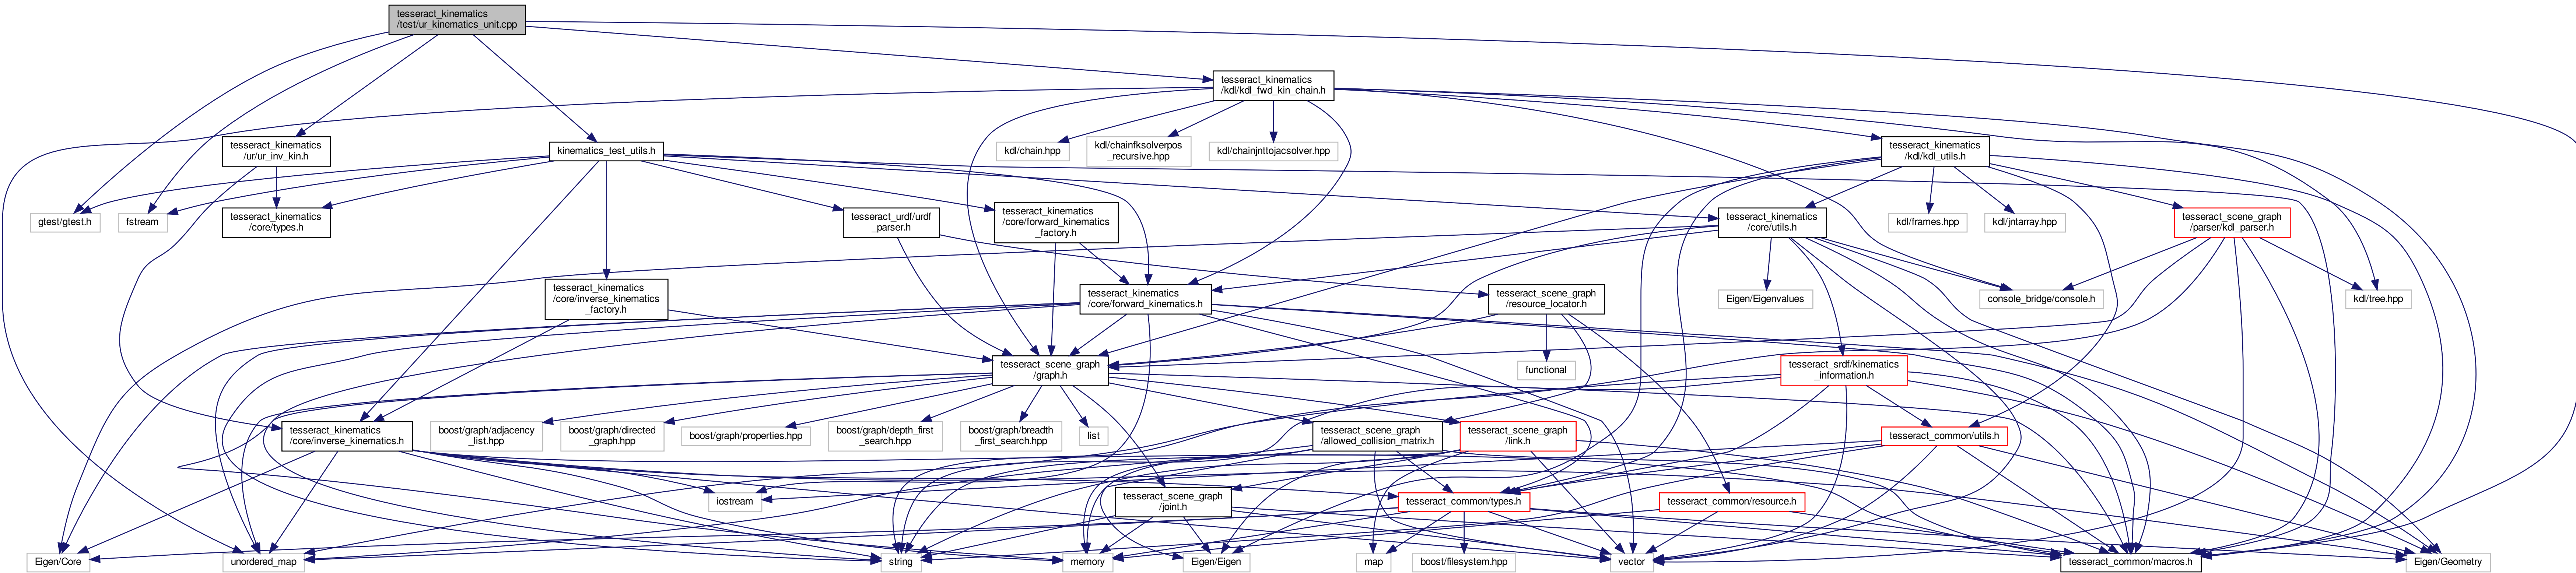 tesseract_kinematics
/test/ur_kinematics_unit.cpp
tesseract_kinematics
/kdl/kdl_fwd_kin_chain.h
tesseract_kinematics
/ur/ur_inv_kin.h
kinematics_test_utils.h
kdl/chain.hpp
kdl/chainfksolverpos
_recursive.hpp
kdl/chainjnttojacsolver.hpp
tesseract_kinematics
/kdl/kdl_utils.h
gtest/gtest.h
fstream
tesseract_kinematics
/core/types.h
tesseract_urdf/urdf
_parser.h
tesseract_kinematics
/core/forward_kinematics
_factory.h
tesseract_kinematics
/core/utils.h
kdl/frames.hpp
kdl/jntarray.hpp
tesseract_scene_graph
/parser/kdl_parser.h
tesseract_kinematics
/core/inverse_kinematics
_factory.h
tesseract_kinematics
/core/forward_kinematics.h
tesseract_scene_graph
/resource_locator.h
Eigen/Eigenvalues
console_bridge/console.h
kdl/tree.hpp
tesseract_scene_graph
/graph.h
functional
tesseract_srdf/kinematics
_information.h
tesseract_kinematics
/core/inverse_kinematics.h
boost/graph/adjacency
_list.hpp
boost/graph/directed
_graph.hpp
boost/graph/properties.hpp
boost/graph/depth_first
_search.hpp
boost/graph/breadth
_first_search.hpp
list
tesseract_scene_graph
/allowed_collision_matrix.h
tesseract_scene_graph
/link.h
tesseract_common/utils.h
iostream
tesseract_scene_graph
/joint.h
tesseract_common/types.h
tesseract_common/resource.h
Eigen/Core
unordered_map
string
memory
Eigen/Eigen
map
boost/filesystem.hpp
vector
tesseract_common/macros.h
Eigen/Geometry